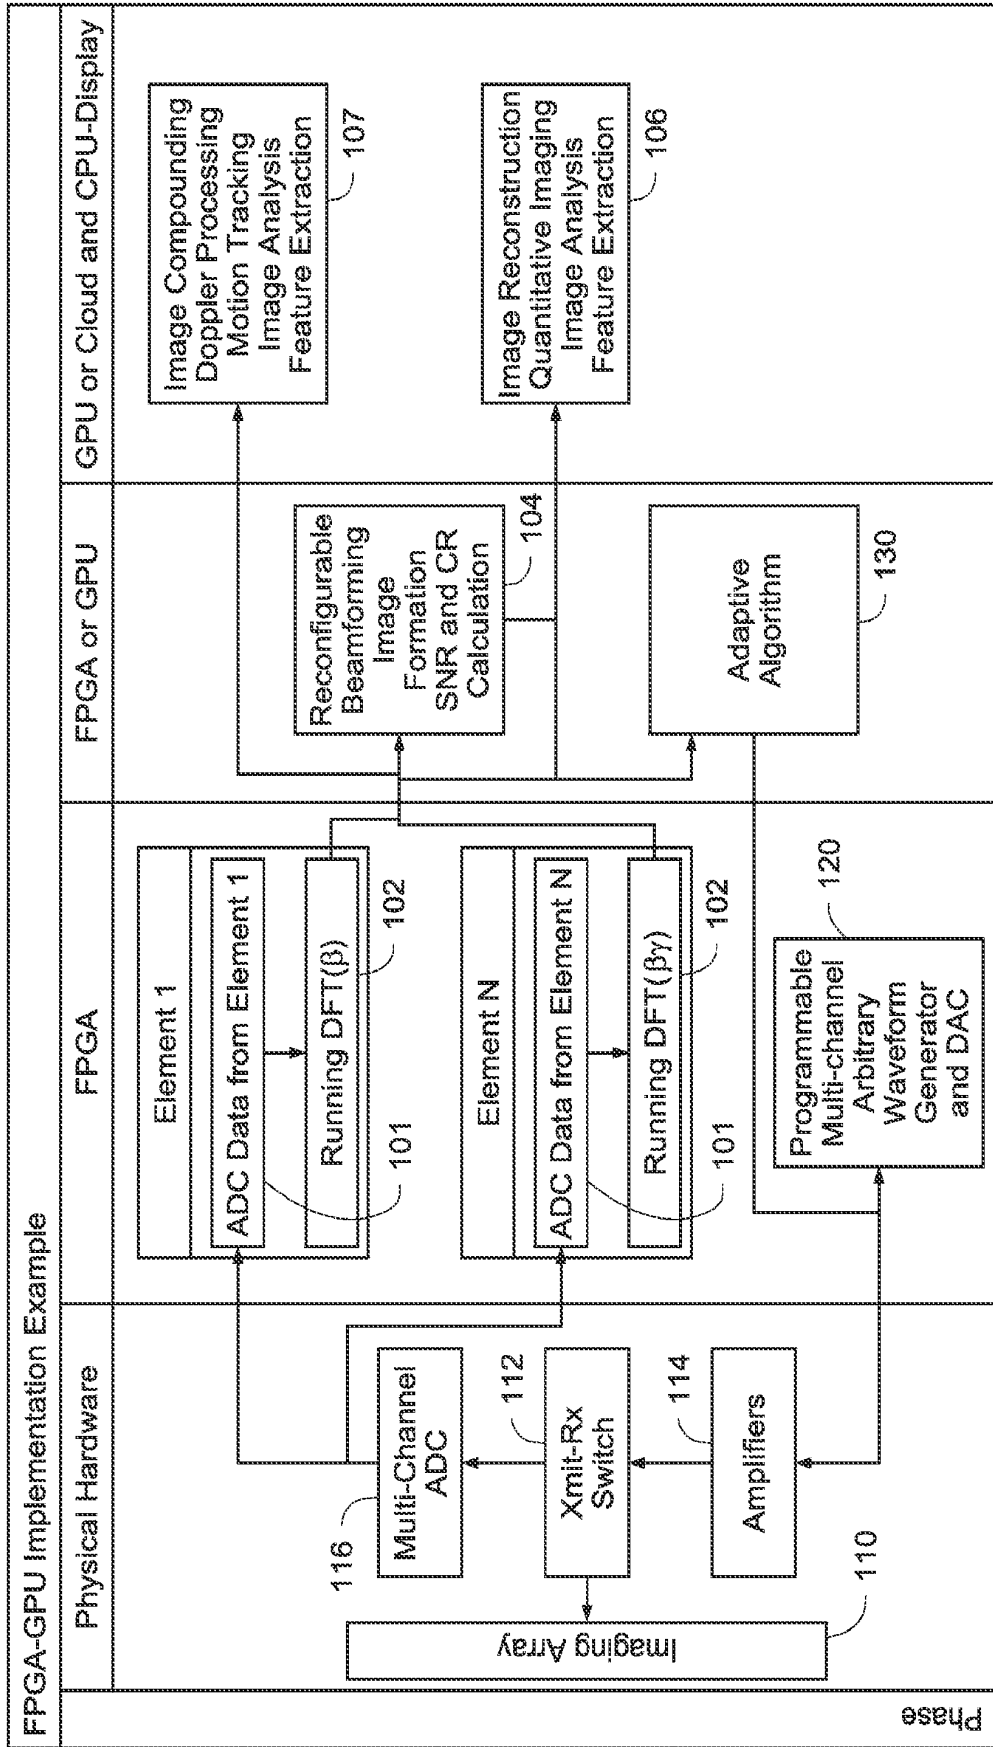 FPGA-GPU Implementation Example
Phase
Physical Hardware
FPGA
FPGA or GPU
GPU or Cloud and CPU-Display
Imaging Array
110
Multi-Channel
ADC
116
Xmit-Rx
Switch
112
Amplifiers
114
Element 1
ADC Data from Element 1
101
Running DFT(β)
102
Element N
ADC Data from Element N
101
Running DFT(βγ)
102
Programmable
Multi-channel
Arbitrary
Waveform
Generator
and DAC
120
Reconfigurable
Beamforming
Image
Formation
SNR and CR
Calculation
104
Adaptive
Algorithm
130
Image Compounding
Doppler Processing
Motion Tracking
Image Analysis
Feature Extraction
107
Image Reconstruction
Quantitative Imaging
Image Analysis
Feature Extraction
106